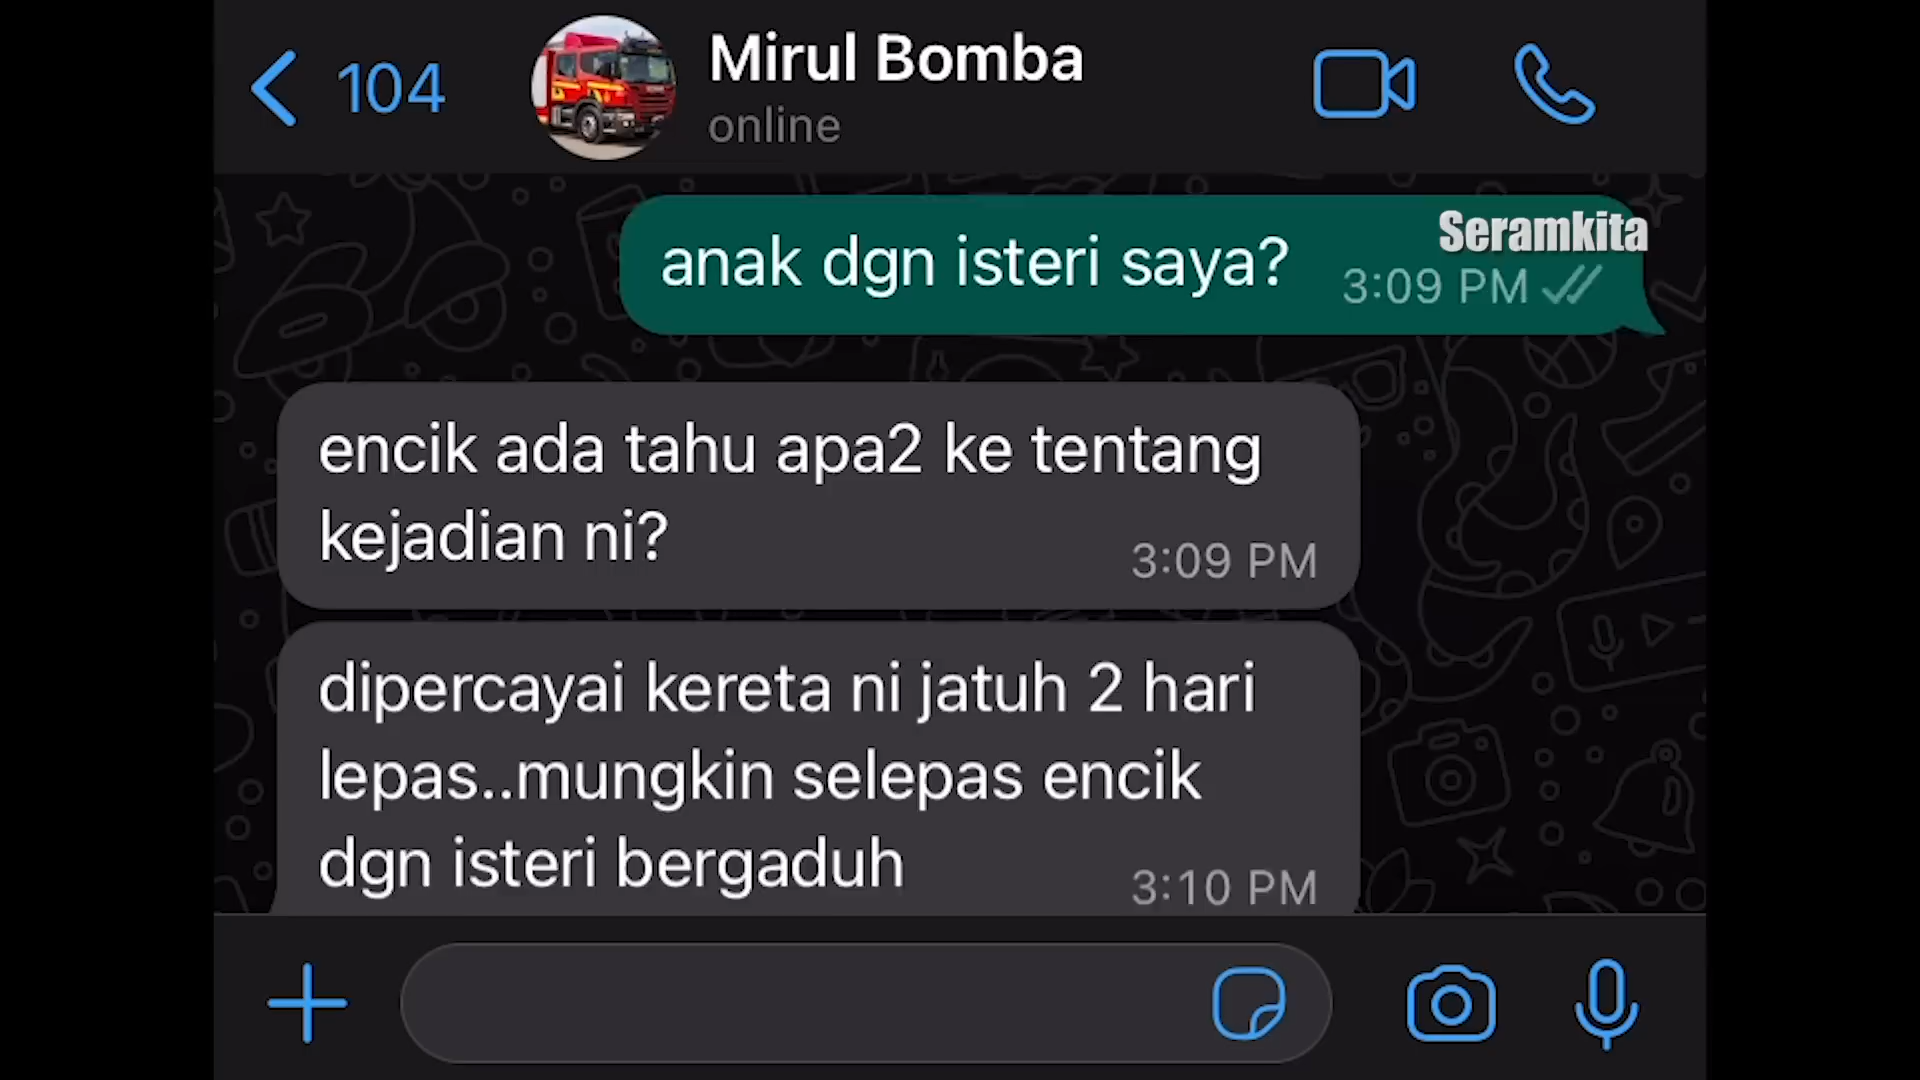 104
Mirul Bomba
online
Seramkita
anak dgn isteri saya?
3:09 PM
encik ada tahu apa2 ke tentang
kejadian ni?
3:09 PM
dipercayai kereta ni jatuh 2 hari
lepas..mungkin selepas encik
dgn isteri bergaduh
3:10 PM